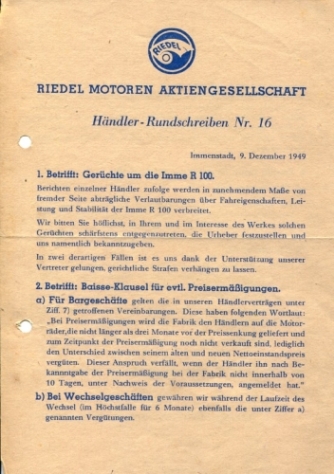 RIEDEL
RIEDEL MOTOREN AKTIENGESELLSCHAFT
Händler-Rundschreiben Nr. 16
Immenstadt, 9. Dezember 1949
1. Betrifft: Gerüchte um die Imme R 100.
Berichten einzelner Händler zufolge werden in zunehmendem Maße von
fremder Seite abträgliche Verlautbarungen über Fahreigenschaften, Lei-
stung und Stabilität der Imme R 100 verbreitet.
Wir bitten Sie höflichst, in Ihrem und im Interesse des Werkes solchen
Gerüchten schärfstens entgegenzutreten, die Urheber festzustellen und
uns namentlich bekanntzugeben.
In zwei derartigen Fällen ist es uns dank der Unterstützung unserer
Vertreter gelungen, gerichtliche Strafen verhängen zu lassen.
2. Betrifft: Baisse-Klausel für evtl. Preisermäßigungen.
a) Für Bargeschäfte gelten die in unseren Händlerverträgen unter
Ziff. 7) getroffenen Vereinbarungen. Diese haben folgenden Wortlaut:
„Bei Preisermäßigungen wird die Fabrik den Händlern auf die Motor-
räder, die nicht länger als drei Monate vor der Preissenkung geliefert und
zum Zeitpunkt der Preisermäßigung noch nicht verkauft sind, lediglich
den Unterschied zwischen seinem alten und neuen Nettoeinstandspreis
vergüten. Dieser Anspruch verfällt, wenn der Händler ihn nach Be-
kanntgabe der Preisermäßigung bei der Fabrik nicht innerhalb von
10 Tagen, unter Nachweis der Voraussetzungen, angemeldet hat."
b) Bei Wechselgeschäften gewähren wir während der Laufzeit des
Wechsel (im Höchstfalle für 6 Monate) ebenfalls die unter Ziffer a)
genannten Vergütungen.